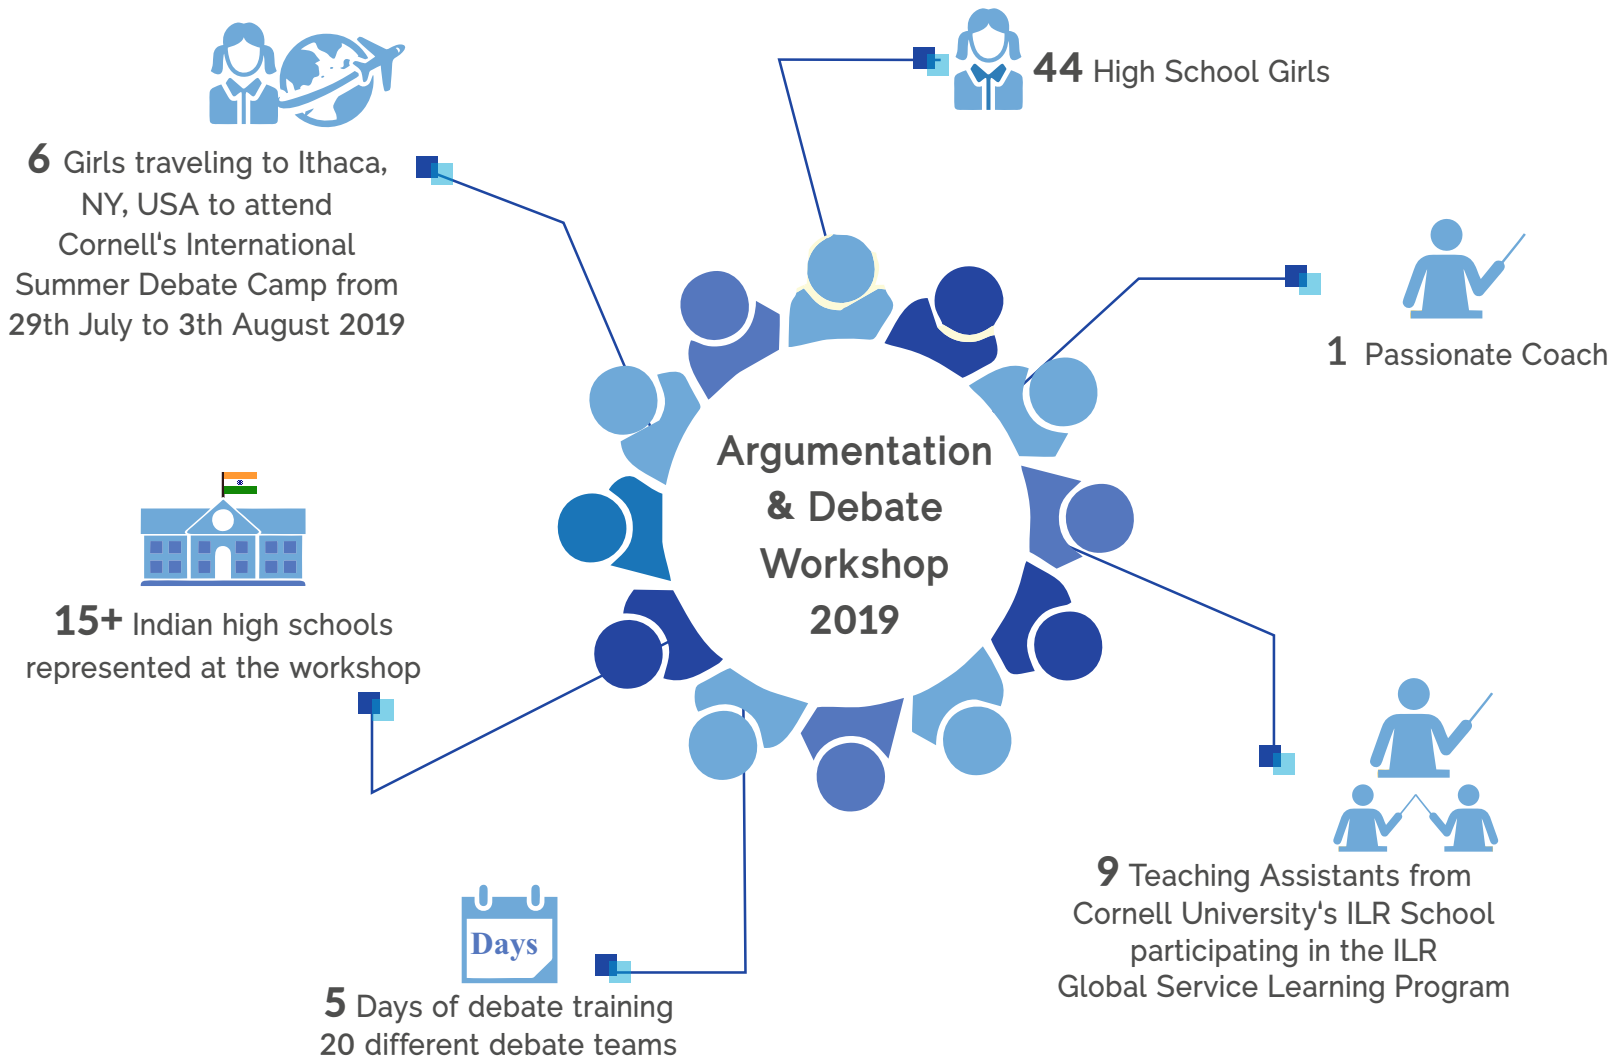 44 High School Girls
6 Girls traveling to Ithaca,
NY, USA to attend
Cornell's International
Summer Debate Camp from
29th July to 3th August 2019
1 Passionate Coach
Argumentation
& Debate
Workshop
2019
15+ Indian high schools
represented at the workshop
9 Teaching Assistants from
Cornell University's ILR School
participating in the ILR
Global Service Learning Program
Days
5 Days of debate training
20 different debate teams